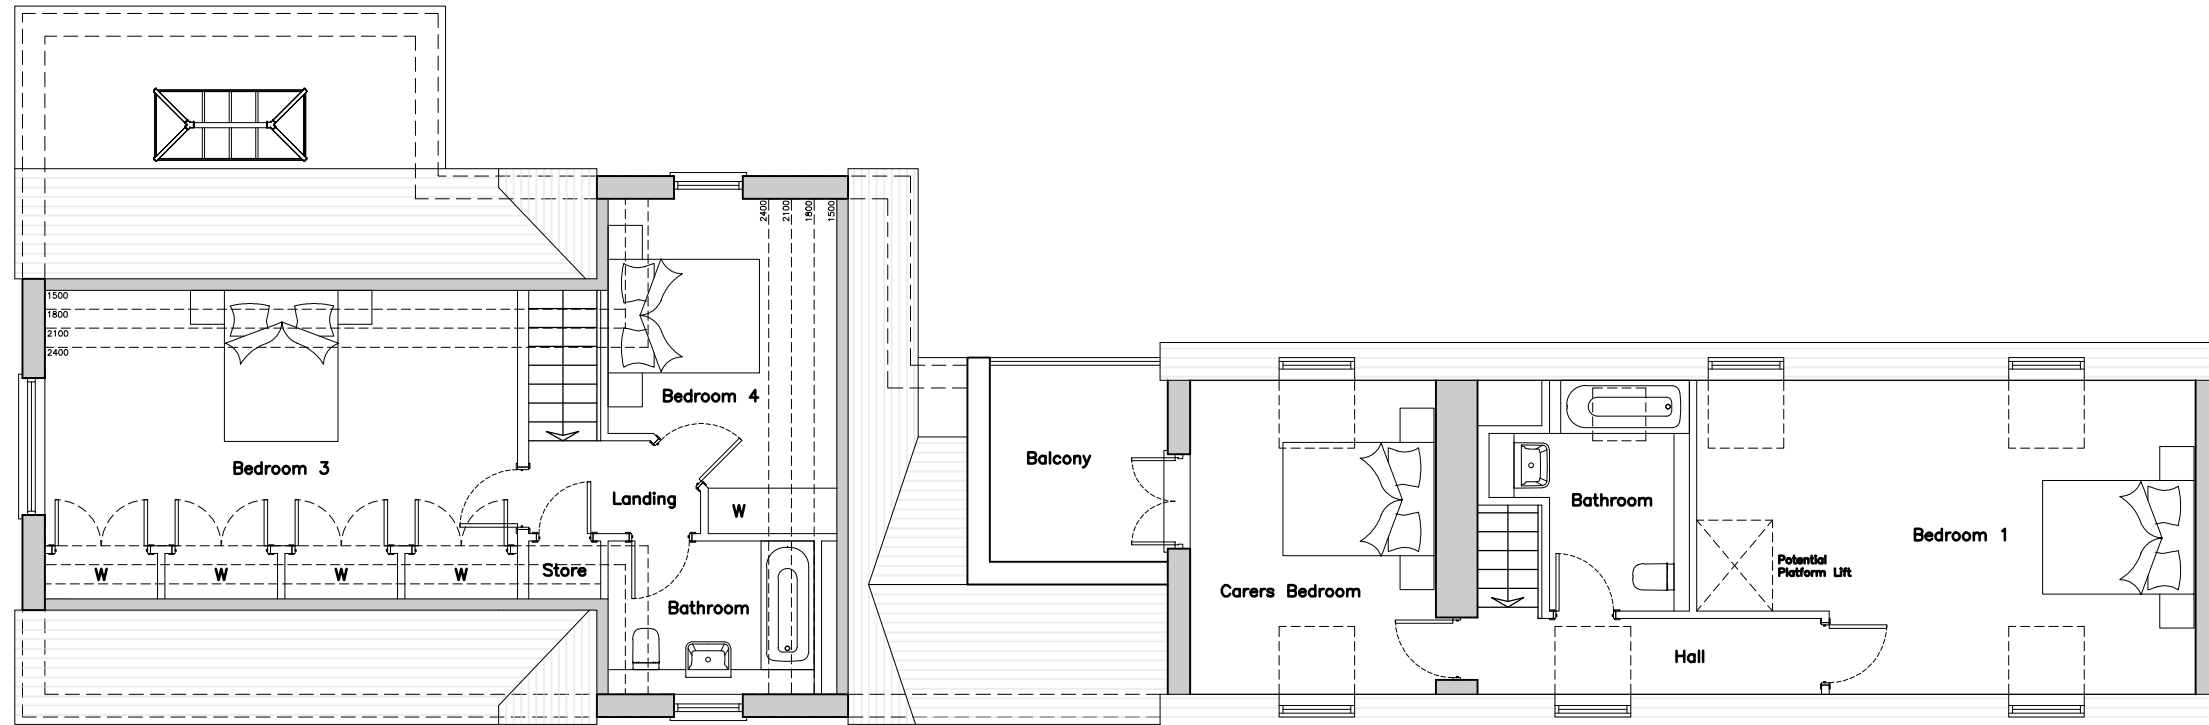 2400
2100
1800
1500
1500
1800
2100
2400
Bedroom 4
Bedroom 3
Landing
W
Balcony
Bathroom
Bedroom 1
Potential
Platform Lift
Carers Bedroom
W
W
W
W
Store
Bathroom
Hall